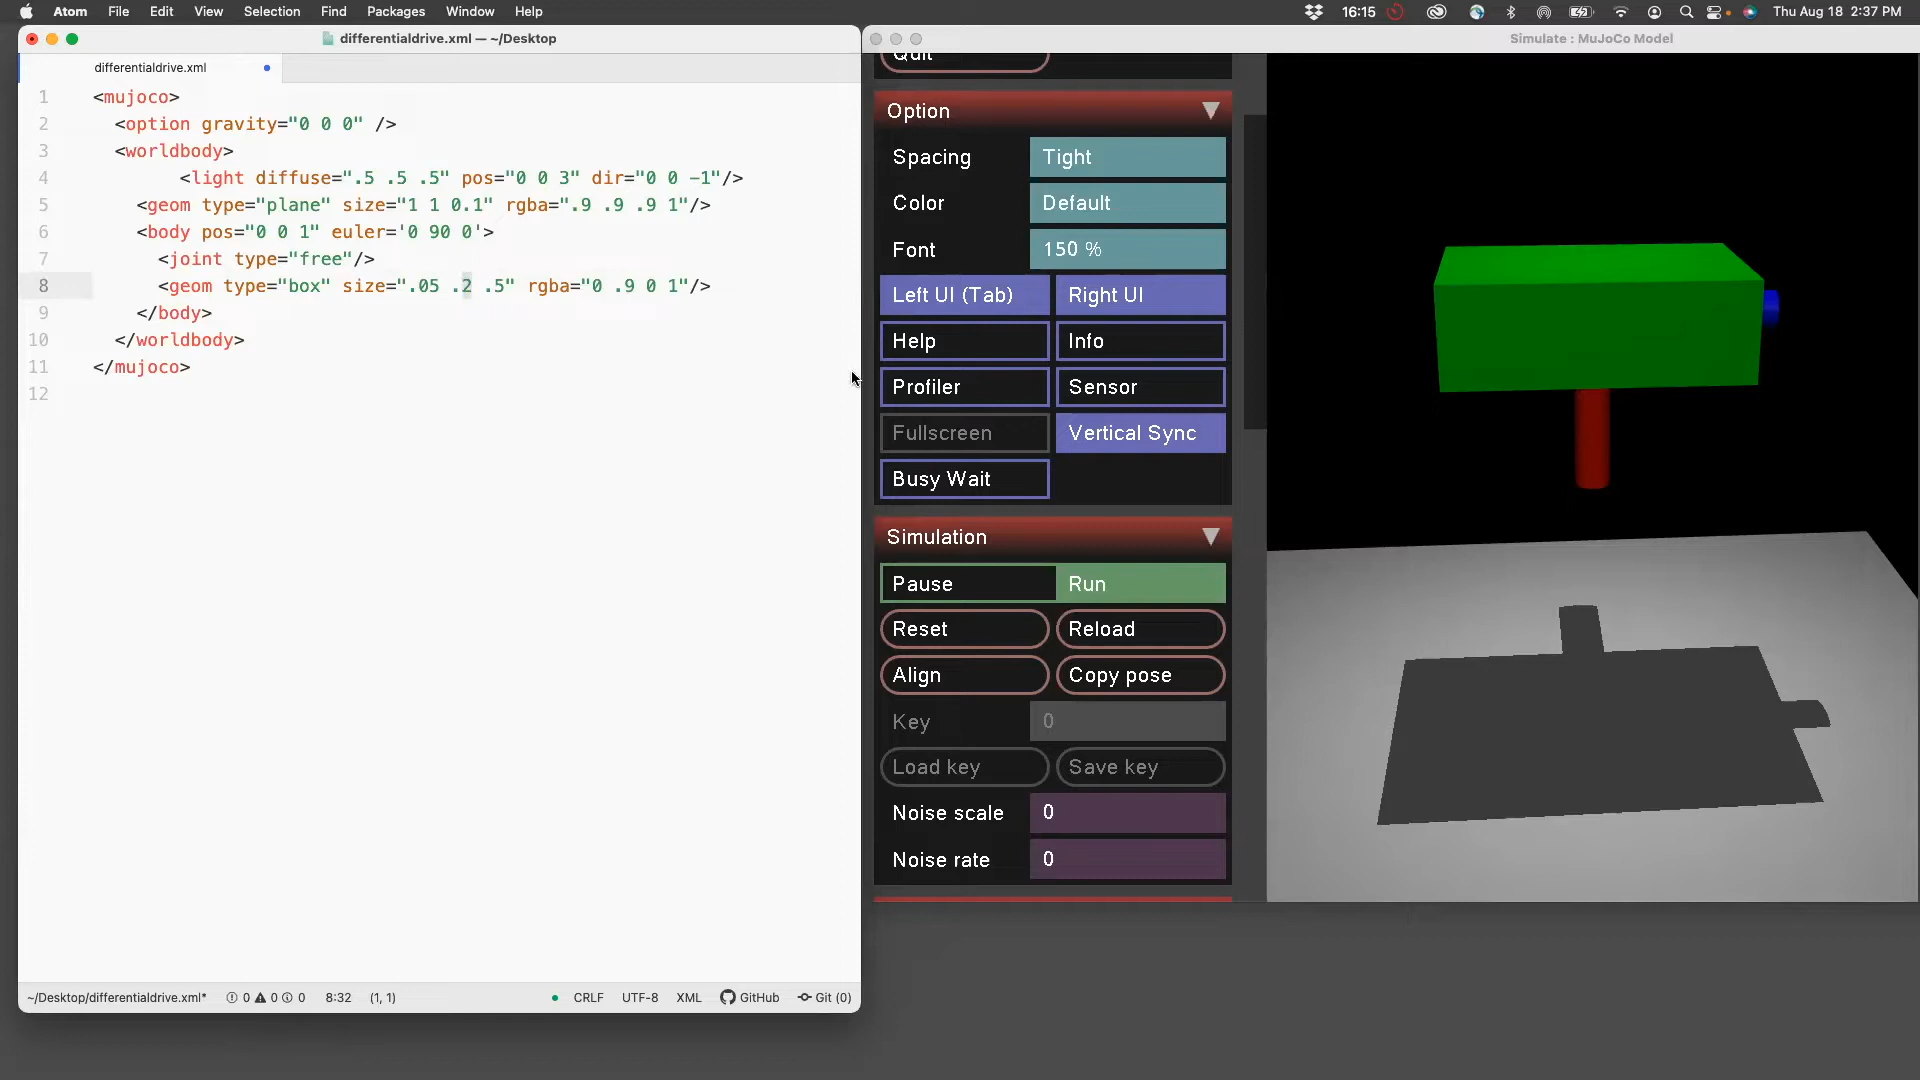 Atom File Edit View Selection Find Packages Window Help 16:15 Thu Aug 18 2:37 PM
differentialdrive.xml — ~/Desktop
Simulate : MuJoCo Model
differentialdrive.xml
1 <mujoco>
2 <option gravity="0 0 0" />
3 <worldbody>
4 <light diffuse=".5 .5 .5" pos="0 0 3" dir="0 0 -1"/>
5 <geom type="plane" size="1 1 0.1" rgba=".9 .9 .9 1"/>
6 <body pos="0 0 1" euler='0 90 0'>
7 <joint type="free"/>
8 <geom type="box" size=".05 .2 .5" rgba="0 .9 0 1"/>
9 </body>
10 </worldbody>
11 </mujoco>
12
~/Desktop/differentialdrive.xml* 0 0 0 8:32 (1, 1) CRLF UTF-8 XML GitHub Git (0)
Quit
Option
Spacing Tight
Color Default
Font 150 %
Left UI (Tab) Right UI
Help Info
Profiler Sensor
Fullscreen Vertical Sync
Busy Wait
Simulation
Pause Run
Reset Reload
Align Copy pose
Key 0
Load key Save key
Noise scale 0
Noise rate 0